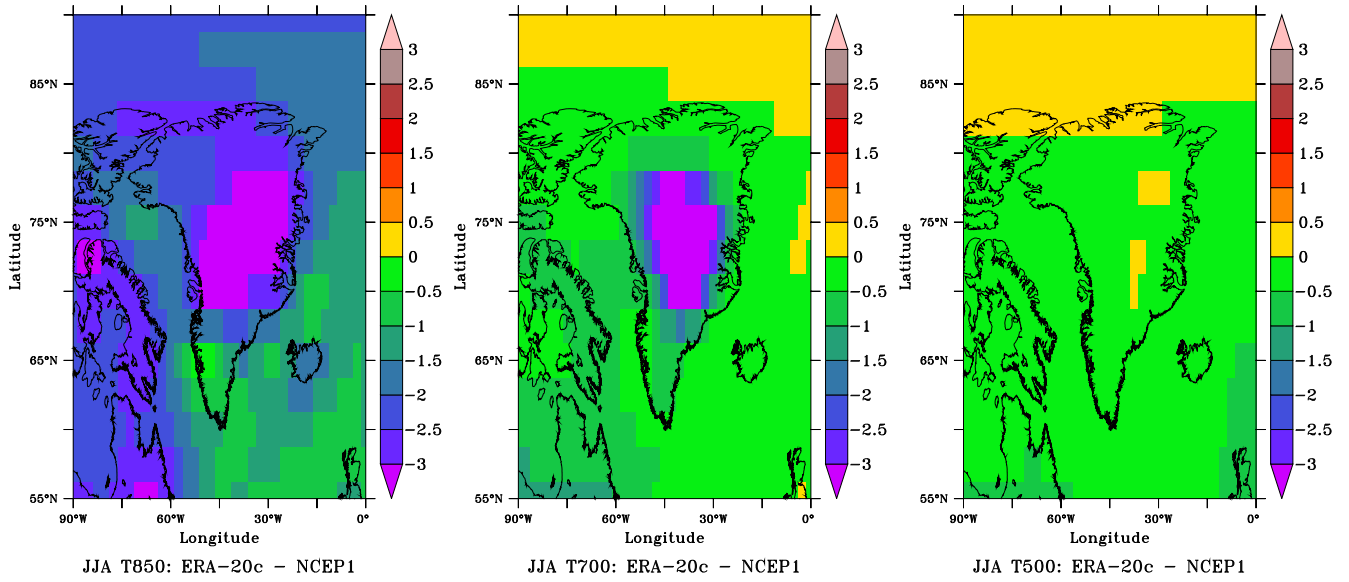 3
2.5
2
1.5
1
0.5
0
−0.5
−1
−1.5
−2
−2.5
−3
85°N
75°N
65°N
55°N
Latitude
90°W 60°W 30°W 0°
Longitude
JJA T850: ERA−20c − NCEP1
3
2.5
2
1.5
1
0.5
0
−0.5
−1
−1.5
−2
−2.5
−3
85°N
75°N
65°N
55°N
Latitude
90°W 60°W 30°W 0°
Longitude
JJA T700: ERA−20c − NCEP1
3
2.5
2
1.5
1
0.5
0
−0.5
−1
−1.5
−2
−2.5
−3
85°N
75°N
65°N
55°N
Latitude
90°W 60°W 30°W 0°
Longitude
JJA T500: ERA−20c − NCEP1